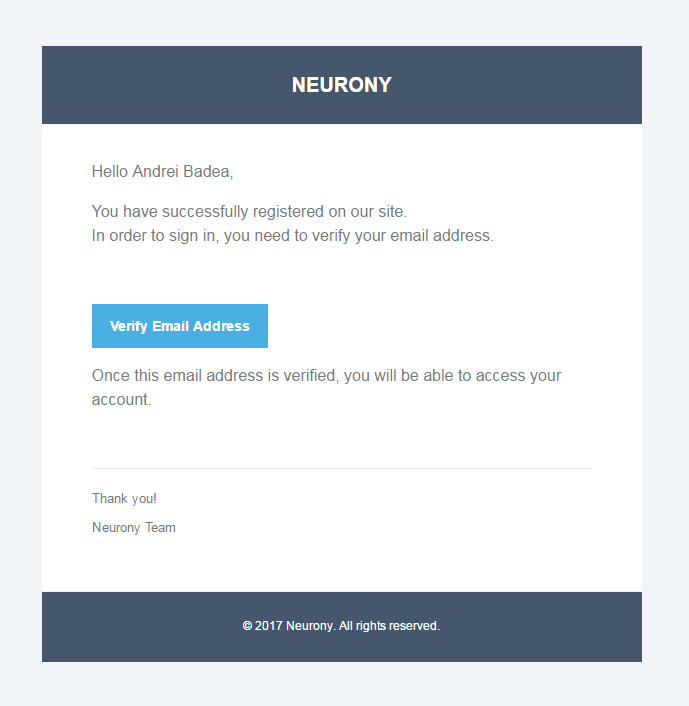 NEURONY
Hello Andrei Badea,
You have successfully registered on our site.
In order to sign in, you need to verify your email address.
Verify Email Address
Once this email address is verified, you will be able to access your
account.
Thank you!
Neurony Team
© 2017 Neurony. All rights reserved.